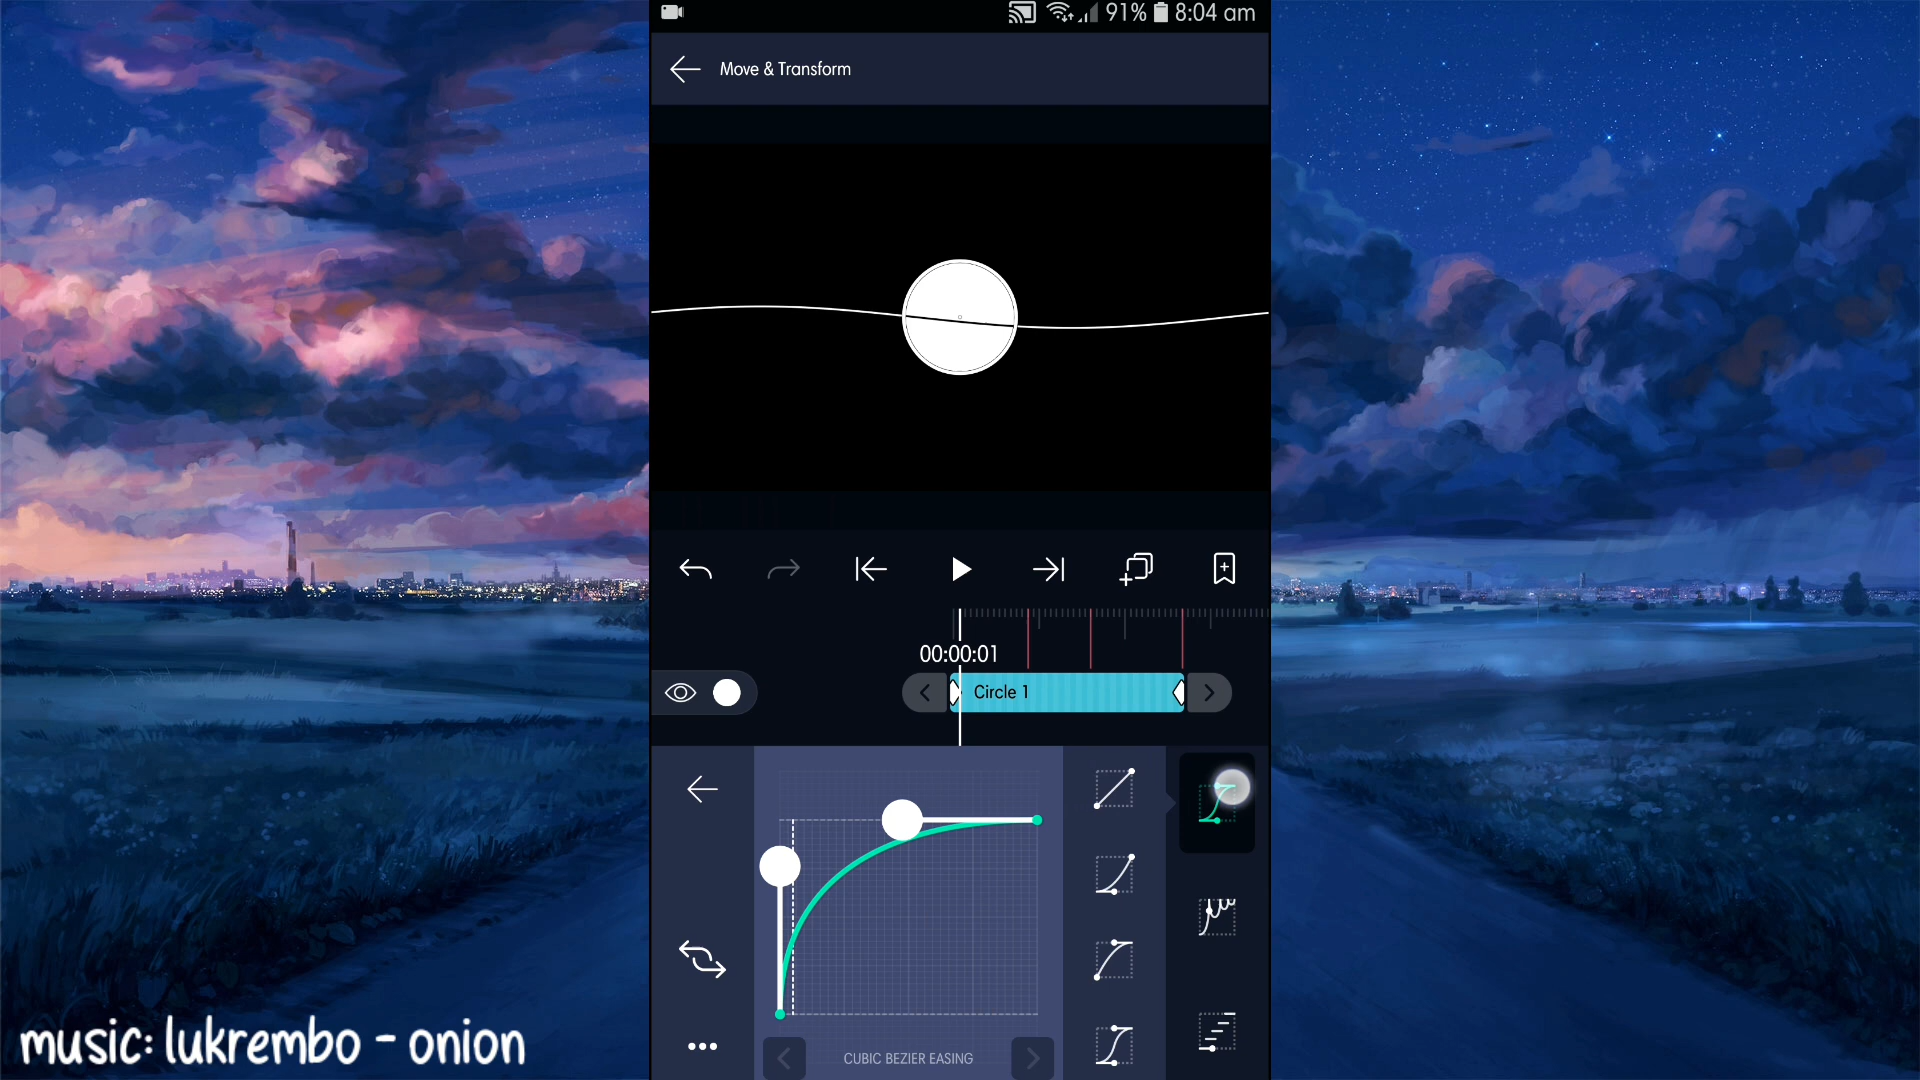 91% 8:04 am
Move & Transform
00:00:01
Circle 1
CUBIC BEZIER EASING
music: lukrembo - onion